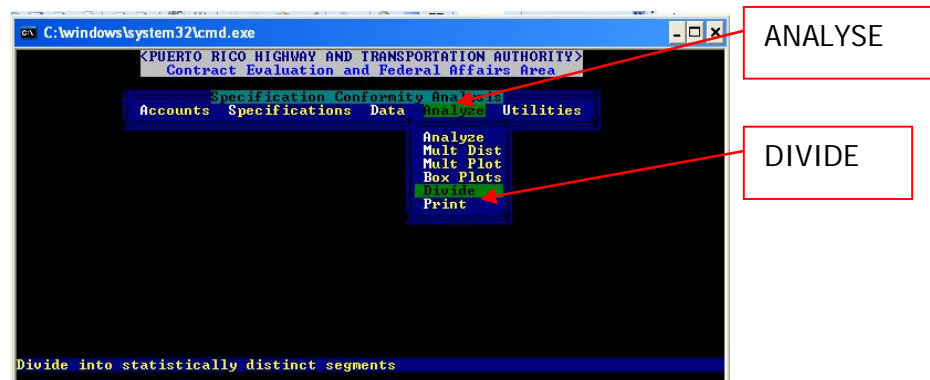 C:\windows\system32\cmd.exe
<PUERTO RICO HIGHWAY AND TRANSPORTATION AUTHORITY>
Contract Evaluation and Federal Affairs Area
Specification Conformity Analysis
Accounts Specifications Data Analyze Utilities
Analyze
Mult Dist
Mult Plot
Box Plots
Divide
Print
Divide into statistically distinct segments
ANALYSE
DIVIDE